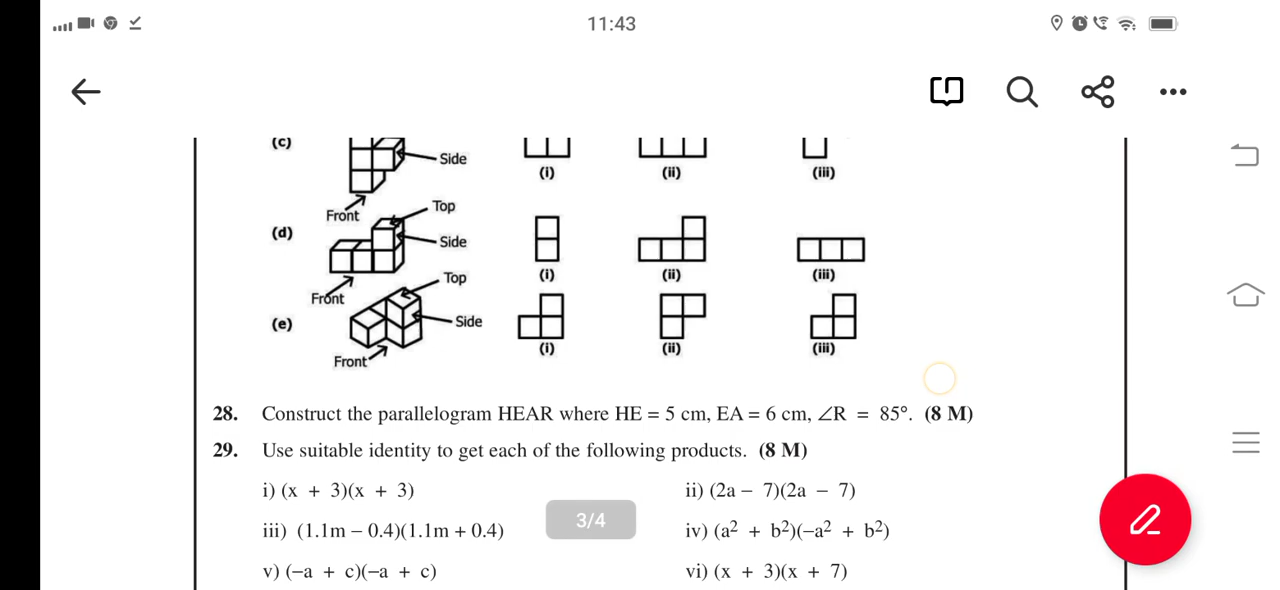 11:43
(c)
Side
(i) (ii) (iii)
Front
Top
(d)
Side
(i) (ii) (iii)
Top
Front
(e)
Side
(i) (ii) (iii)
Front
28. Construct the parallelogram HEAR where HE = 5 cm, EA = 6 cm, ∠R = 85°. (8 M)
29. Use suitable identity to get each of the following products. (8 M)
i) (x + 3)(x + 3) ii) (2a – 7)(2a – 7)
iii) (1.1m – 0.4)(1.1m + 0.4) iv) (a² + b²)(–a² + b²)
3/4
v) (–a + c)(–a + c) vi) (x + 3)(x + 7)